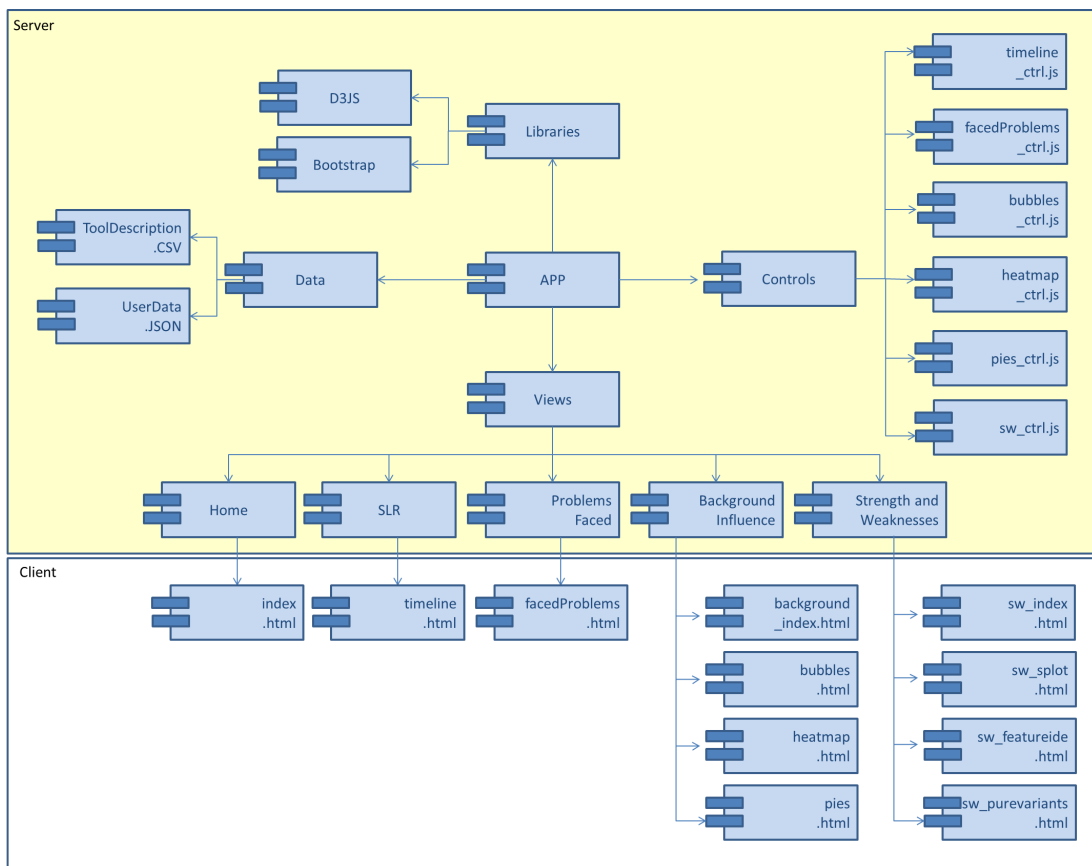 Server
timeline
_ctrl.js
D3JS
Libraries
facedProblems
_ctrl.js
Bootstrap
bubbles
_ctrl.js
ToolDescription
.CSV
Data
APP
Controls
heatmap
_ctrl.js
UserData
.JSON
pies_ctrl.js
Views
sw_ctrl.js
Home
SLR
Problems
Faced
Background
Influence
Strength and
Weaknesses
Client
index
.html
timeline
.html
facedProblems
.html
background
_index.html
sw_index
.html
bubbles
.html
sw_splot
.html
heatmap
.html
sw_featureide
.html
pies
.html
sw_purevariants
.html